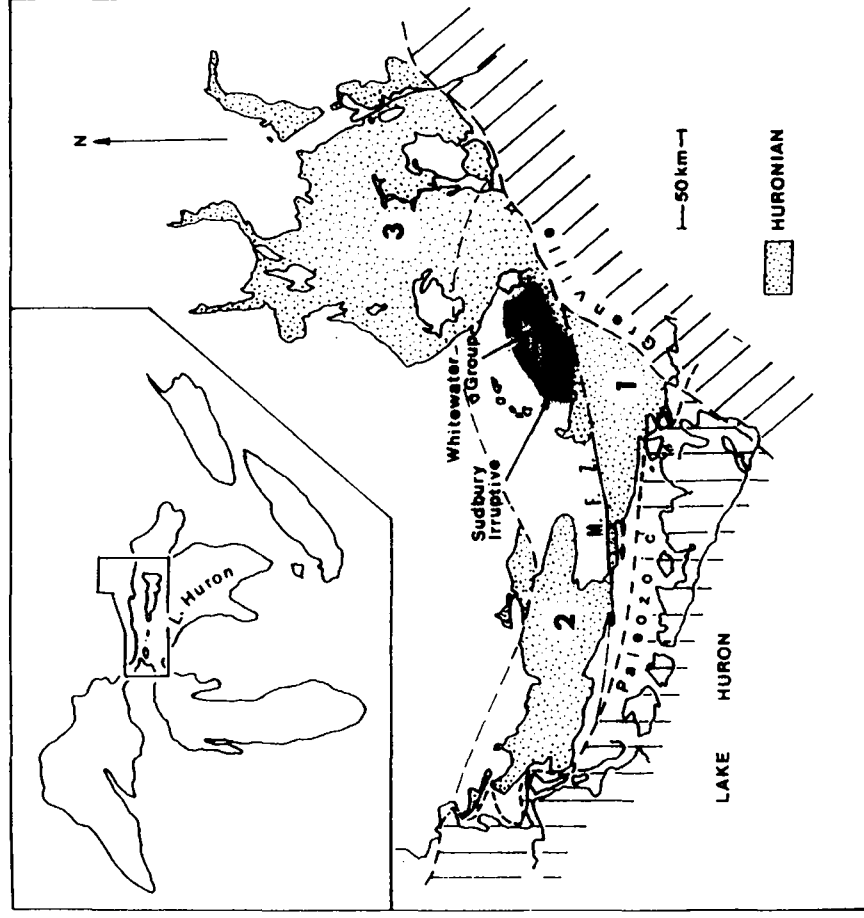 N
L. Huron
3
Whitewater
Group
Sudbury
Irruptive
M. F. Z.
2
1
Grenville
Paleozoic
LAKE HURON
50 km
HURONIAN